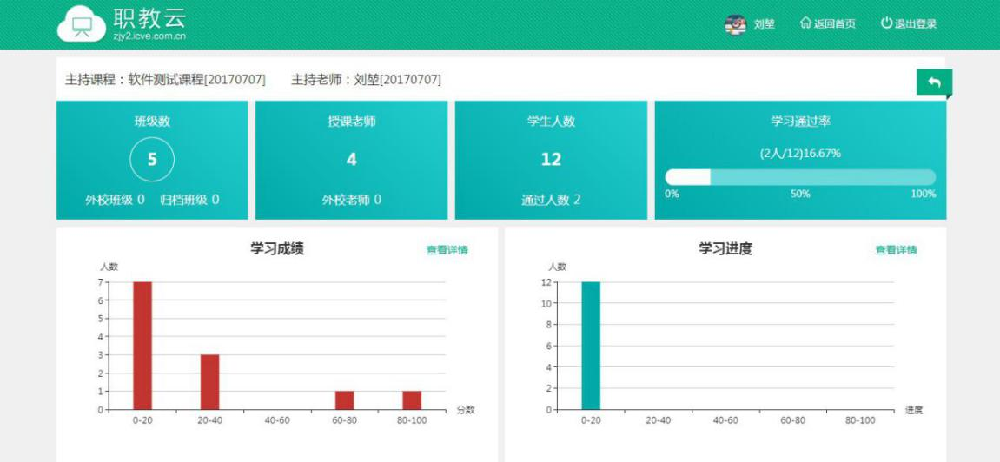 职教云
zjy2.icve.com.cn
刘堃 返回首页 退出登录
主持课程：软件测试课程[20170707] 主持老师：刘堃[20170707]
班级数
5
外校班级 0 归档班级 0
授课老师
4
外校老师 0
学生人数
12
通过人数 2
学习通过率
(2人/12)16.67%
0% 50% 100%
学习成绩 查看详情
人数
7
6
5
4
3
2
1
0
分数
0-20 20-40 40-60 60-80 80-100
学习进度 查看详情
人数
12
10
8
6
4
2
0
进度
0-20 20-40 40-60 60-80 80-100